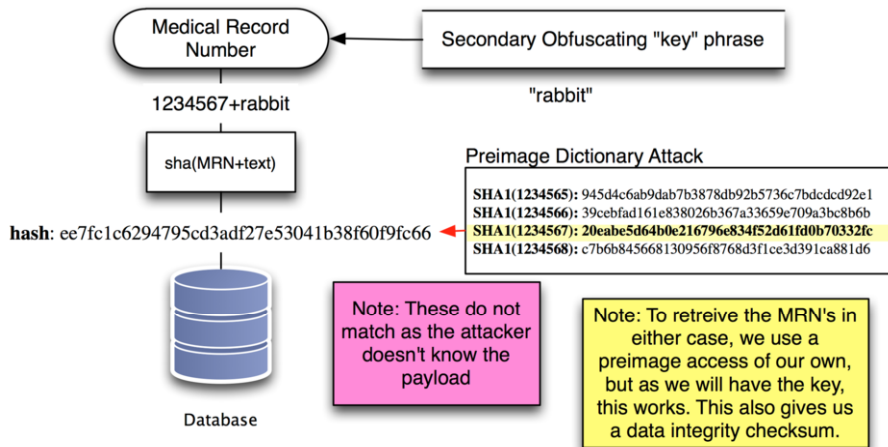 Medical Record
Number
Secondary Obfuscating "key" phrase
"rabbit"
1234567+rabbit
sha(MRN+text)
Preimage Dictionary Attack
SHA1(1234565): 945d4c6ab9dab7b3878db92b5736c7bdcdcd92e1
SHA1(1234566): 39cebfad161e838026b367a33659e709a3bc8b6b
SHA1(1234567): 20eabe5d64b0e216796e834f52d61fd0b70332fc
SHA1(1234568): c7b6b845668130956f8768d3f1ce3d391ca881d6
hash: ee7fc1c6294795cd3adf27e53041b38f60f9fc66
Note: These do not
match as the attacker
doesn't know the
payload
Note: To retreive the MRN's in
either case, we use a
preimage access of our own,
but as we will have the key,
this works. This also gives us
a data integrity checksum.
Database